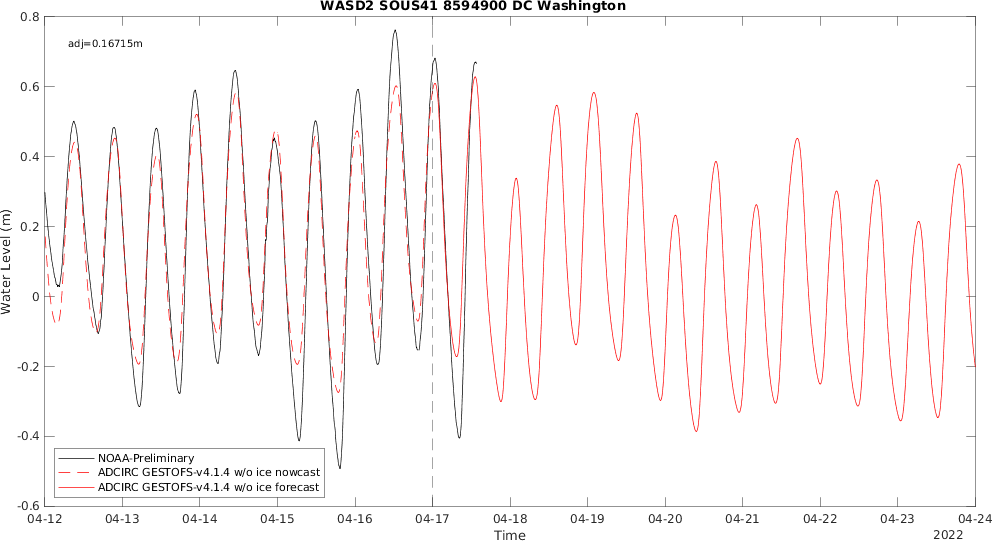 WASD2 SOUS41 8594900 DC Washington
adj=0.16715m
0.8
0.6
0.4
0.2
0
-0.2
-0.4
-0.6
Water Level (m)
NOAA-Preliminary
ADCIRC GESTOFS-v4.1.4 w/o ice nowcast
ADCIRC GESTOFS-v4.1.4 w/o ice forecast
04-12 04-13 04-14 04-15 04-16 04-17 04-18 04-19 04-20 04-21 04-22 04-23 04-24
Time
2022